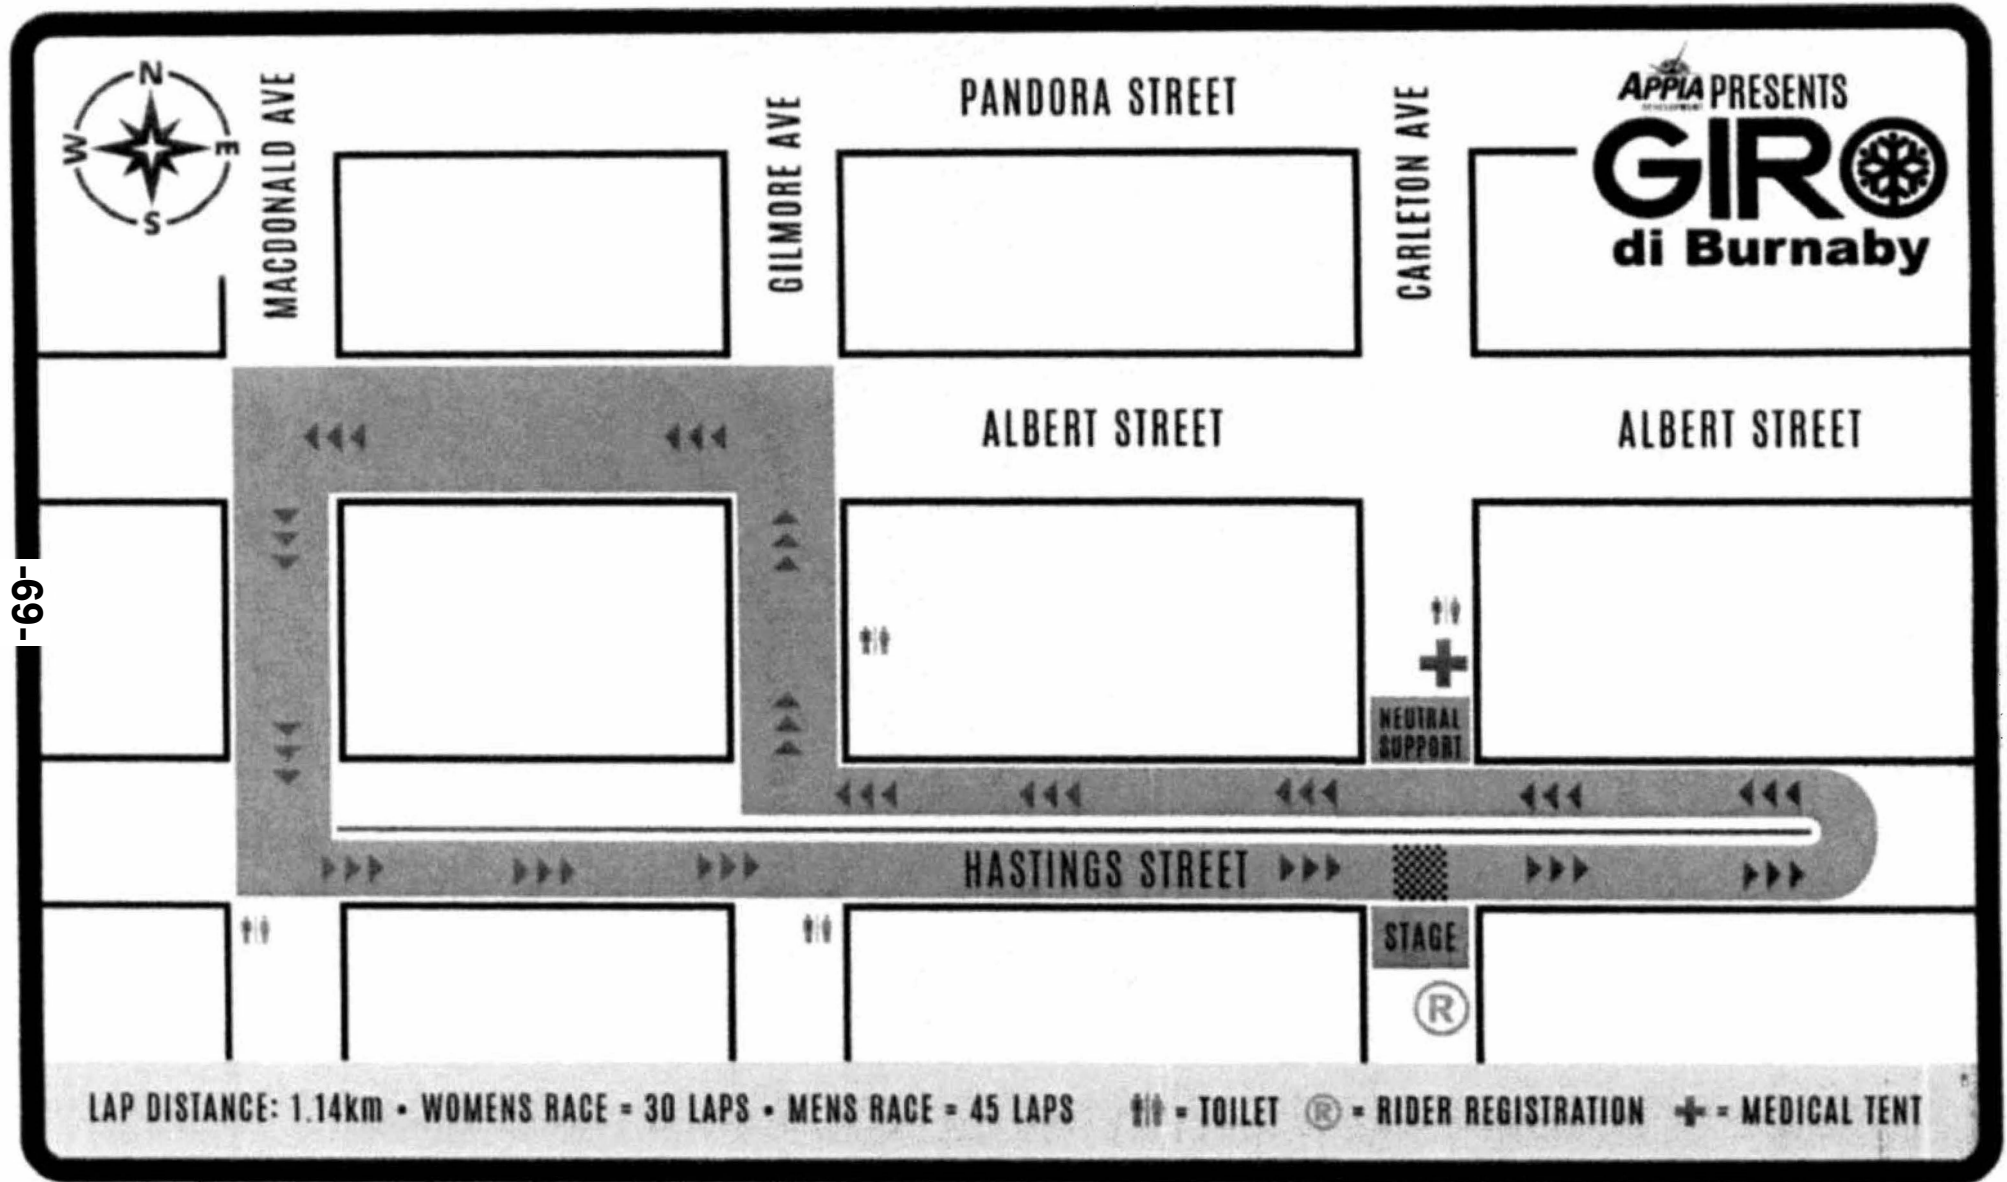 N
W
E
S
MACDONALD AVE
GILMORE AVE
PANDORA STREET
CARLETON AVE
APPIA PRESENTS
GIRO
di Burnaby
ALBERT STREET
ALBERT STREET
-69-
NEUTRAL
SUPPORT
HASTINGS STREET
STAGE
®
LAP DISTANCE: 1.14km • WOMENS RACE = 30 LAPS • MENS RACE = 45 LAPS
= TOILET ® = RIDER REGISTRATION ✚ = MEDICAL TENT